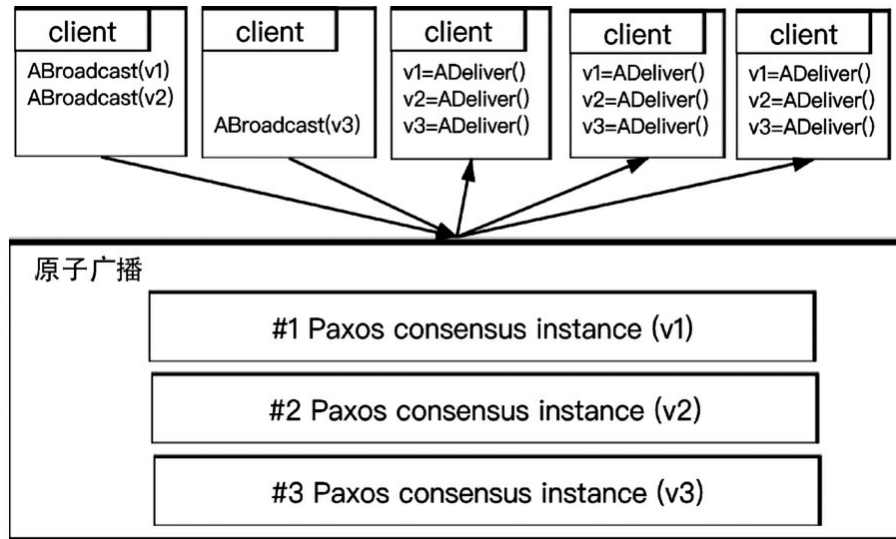 client
ABroadcast(v1)
ABroadcast(v2)
client
ABroadcast(v3)
client
v1=ADeliver()
v2=ADeliver()
v3=ADeliver()
client
v1=ADeliver()
v2=ADeliver()
v3=ADeliver()
client
v1=ADeliver()
v2=ADeliver()
v3=ADeliver()
原子广播
#1 Paxos consensus instance (v1)
#2 Paxos consensus instance (v2)
#3 Paxos consensus instance (v3)